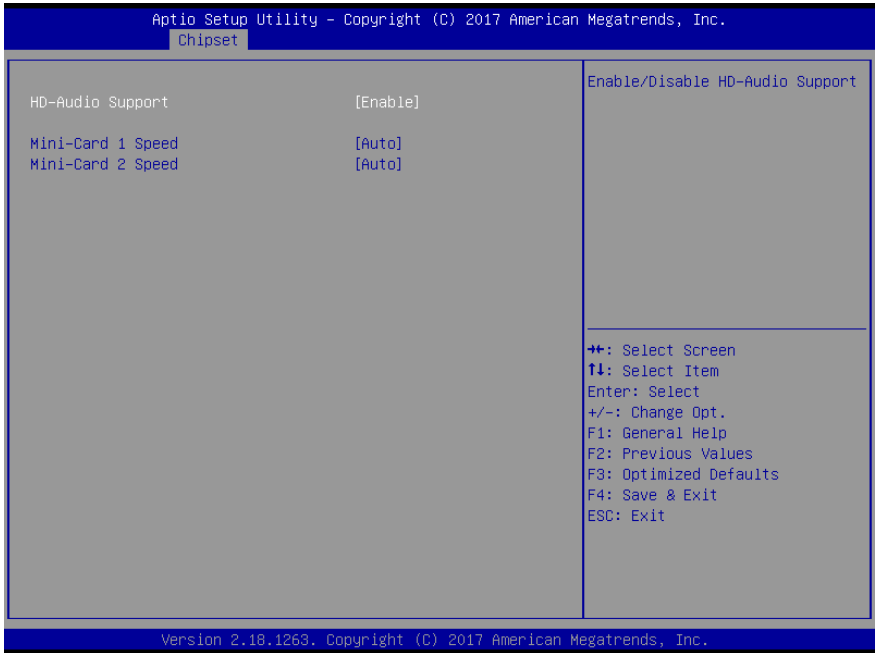 Aptio Setup Utility – Copyright (C) 2017 American Megatrends, Inc.
Chipset
HD-Audio Support [Enable]
Mini-Card 1 Speed [Auto]
Mini-Card 2 Speed [Auto]
Enable/Disable HD-Audio Support
→←: Select Screen
↑↓: Select Item
Enter: Select
+/-: Change Opt.
F1: General Help
F2: Previous Values
F3: Optimized Defaults
F4: Save & Exit
ESC: Exit
Version 2.18.1263. Copyright (C) 2017 American Megatrends, Inc.